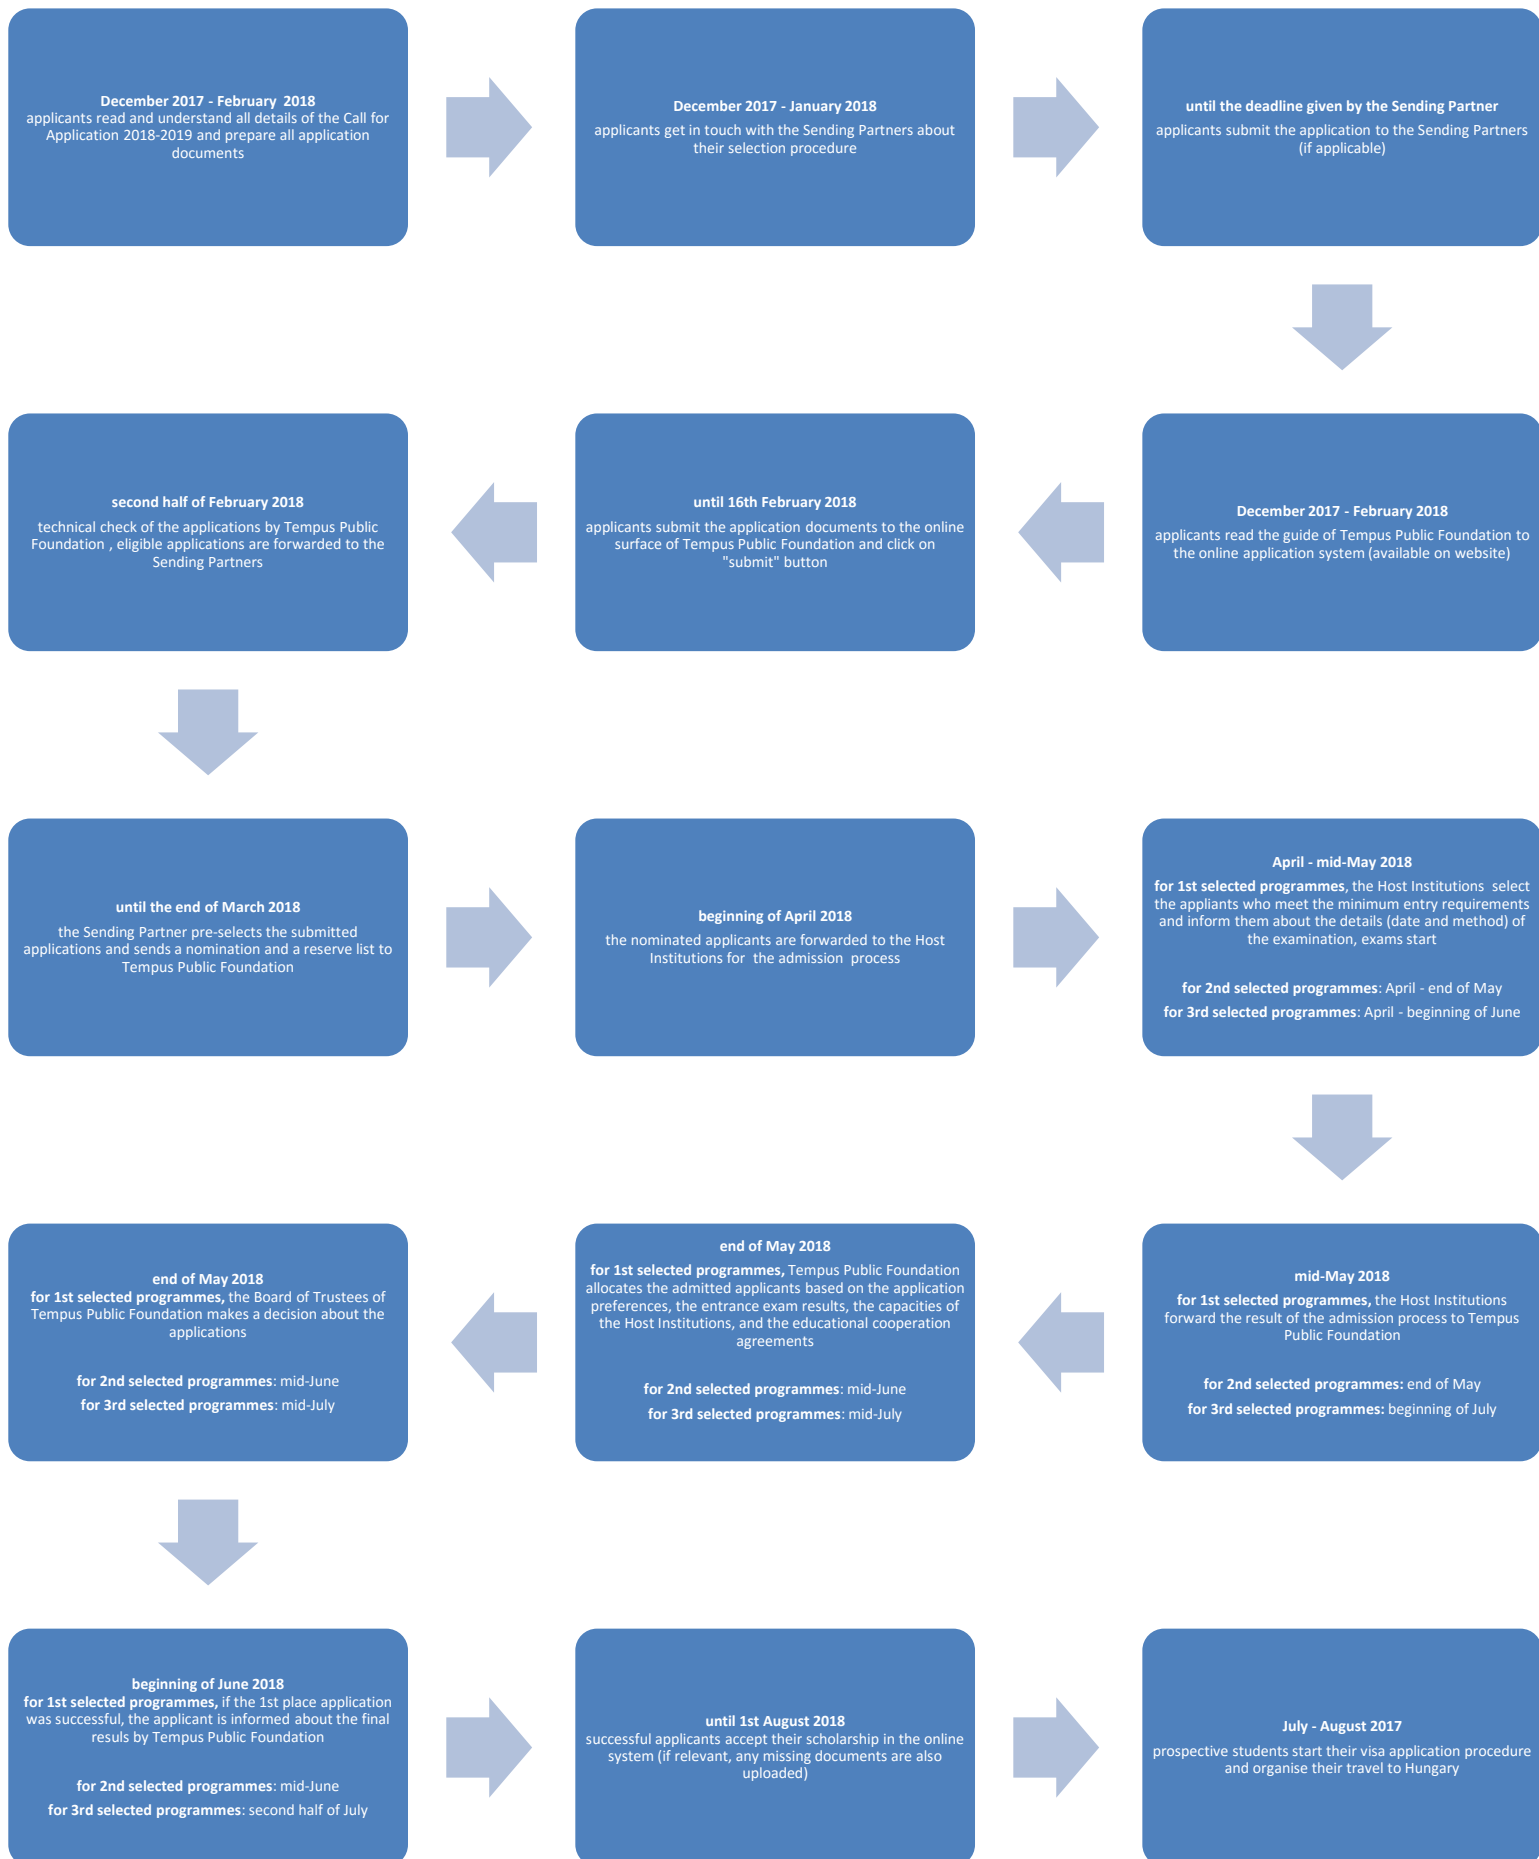 December 2017 - February  2018
applicants read and understand all details of the Call for
Application 2018-2019 and prepare all application
documents
December 2017 - January 2018
applicants get in touch with the Sending Partners about
their selection procedure
until the deadline given by the Sending Partner
applicants submit the application to the Sending Partners
(if applicable)
December 2017 - February 2018
applicants read the guide of Tempus Public Foundation to
the online application system (available on website)
until 16th February 2018
applicants submit the application documents to the online
surface of Tempus Public Foundation and click on
"submit" button
second half of February 2018
technical check of the applications by Tempus Public
Foundation , eligible applications are forwarded to the
Sending Partners
until the end of March 2018
the Sending Partner pre-selects the submitted
applications and sends a nomination and a reserve list to
Tempus Public Foundation
beginning of April 2018
the nominated applicants are forwarded to the Host
Institutions for  the admission  process
April - mid-May 2018
for 1st selected programmes, the Host Institutions  select
the appliants who meet the minimum entry requirements
and inform them about the details (date and method) of
the examination, exams start
for 2nd selected programmes: April - end of May
for 3rd selected programmes: April - beginning of June
mid-May 2018
for 1st selected programmes, the Host Institutions
forward the result of the admission process to Tempus
Public Foundation
for 2nd selected programmes: end of May
for 3rd selected programmes: beginning of July
end of May 2018
for 1st selected programmes, Tempus Public Foundation
allocates the admitted applicants based on the application
preferences, the entrance exam results, the capacities of
the Host Institutions, and the educational cooperation
agreements
for 2nd selected programmes: mid-June
for 3rd selected programmes: mid-July
end of May 2018
for 1st selected programmes, the Board of Trustees of
Tempus Public Foundation makes a decision about the
applications
for 2nd selected programmes: mid-June
for 3rd selected programmes: mid-July
beginning of June 2018
for 1st selected programmes, if the 1st place application
was successful, the applicant is informed about the final
resuls by Tempus Public Foundation
for 2nd selected programmes: mid-June
for 3rd selected programmes: second half of July
until 1st August 2018
successful applicants accept their scholarship in the online
system (if relevant, any missing documents are also
uploaded)
July - August 2017
prospective students start their visa application procedure
and organise their travel to Hungary